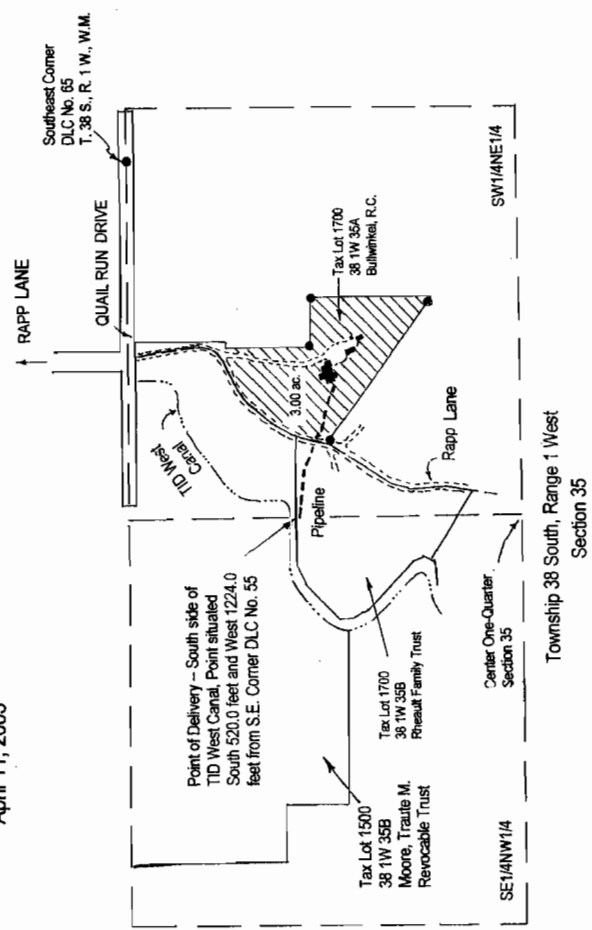 April 11,
RAPP LANE
QUAIL RUN DRIVE
Southeast Corner
DLC No. 65
T. 38 S., R. 1 W., W.M.
TID West
Canal
Point of Delivery – South side of
TID West Canal, Point situated
South 520.0 feet and West 1224.0
feet from S.E. Corner DLC No. 55
3.00 ac.
Tax Lot 1700
38 1W 35A
Bullwinkel, R.C.
Pipeline
Rapp Lane
Tax Lot 1700
38 1W 35B
Rheault Family Trust
Tax Lot 1500
38 1W 35B
Moore, Traute M.
Revocable Trust
Center One-Quarter
Section 35
SE1/4NW1/4
SW1/4NE1/4
Township 38 South, Range 1 West
Section 35